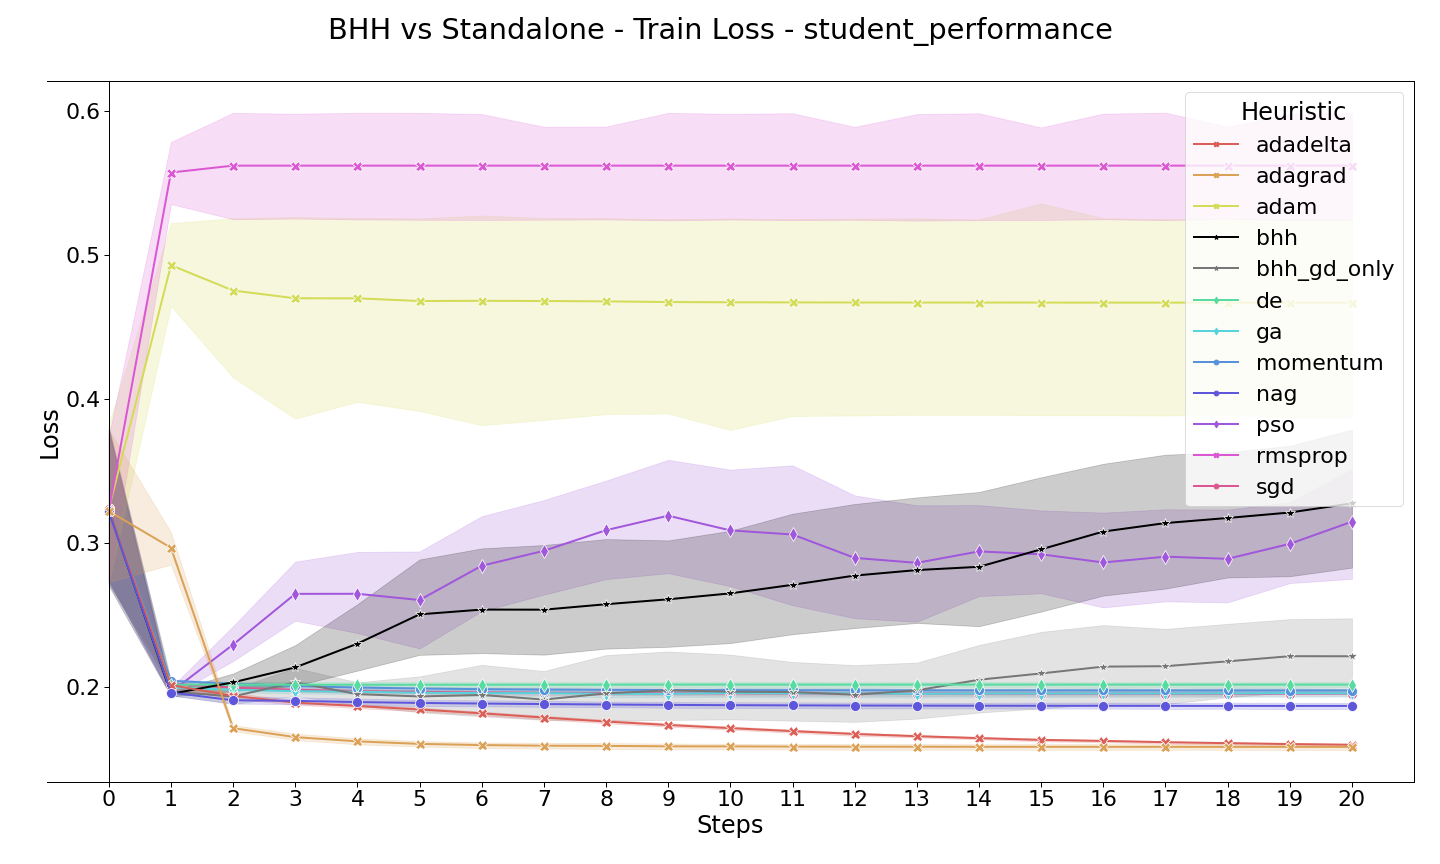 BHH vs Standalone - Train Loss - student_performance
Loss
0.6
0.5
0.4
0.3
0.2
Heuristic
adadelta
adagrad
adam
bhh
bhh_gd_only
de
ga
momentum
nag
pso
rmsprop
sgd
0 1 2 3 4 5 6 7 8 9 10 11 12 13 14 15 16 17 18 19 20
Steps